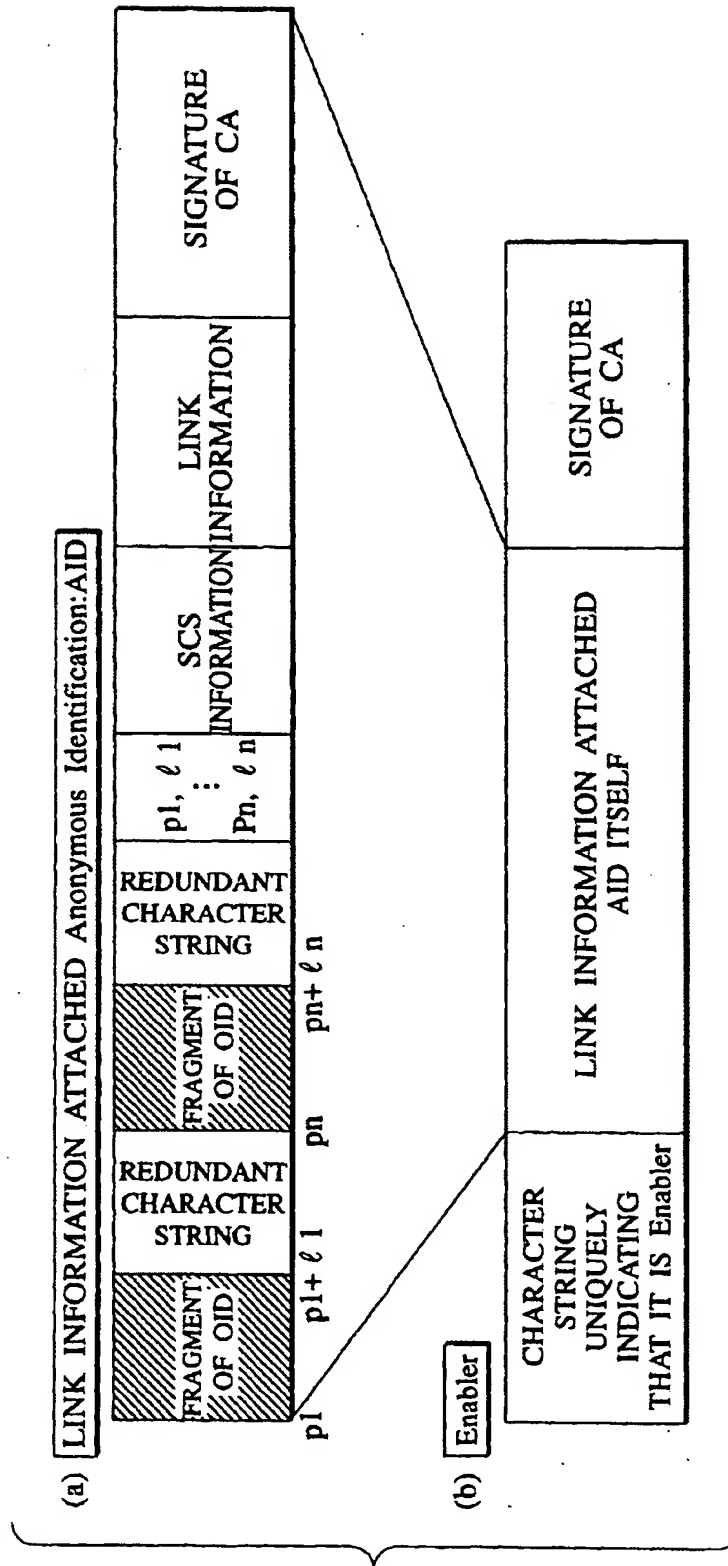 (a) LINK INFORMATION ATTACHED Anonymous Identification:AID
FRAGMENT
OF OID
REDUNDANT
CHARACTER
STRING
FRAGMENT
OF OID
REDUNDANT
CHARACTER
STRING
p1, ℓ 1
⋮
Pn, ℓ n
SCS
INFORMATION
LINK
INFORMATION
SIGNATURE
OF CA
p1
p1+ ℓ 1
pn
pn+ ℓ n
(b) Enabler
CHARACTER
STRING
UNIQUELY
INDICATING
THAT IT IS Enabler
LINK INFORMATION ATTACHED
AID ITSELF
SIGNATURE
OF CA